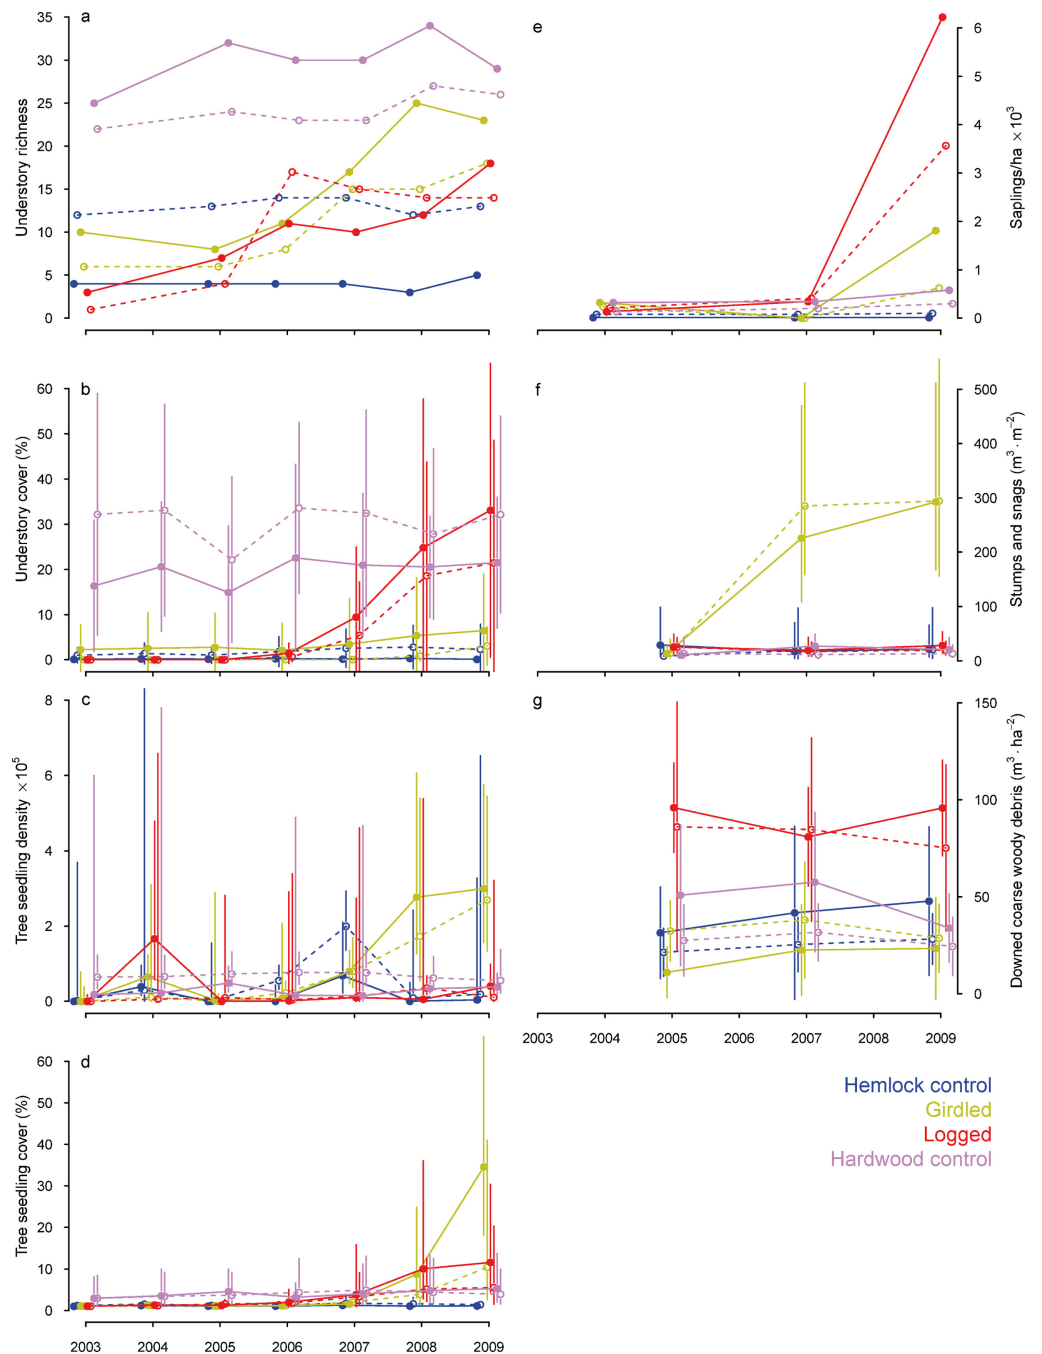 a
Understory richness
35
30
25
20
15
10
5
0
e
Saplings/ha × 10³
6
5
4
3
2
1
0
b
Understory cover (%)
60
50
40
30
20
10
0
f
Stumps and snags (m³ · m⁻²)
500
400
300
200
100
0
c
Tree seedling density × 10⁵
8
6
4
2
0
g
Downed coarse woody debris (m³ · ha⁻²)
150
100
50
0
2003 2004 2005 2006 2007 2008 2009
d
Tree seedling cover (%)
60
50
40
30
20
10
0
2003 2004 2005 2006 2007 2008 2009
Hemlock control
Girdled
Logged
Hardwood control